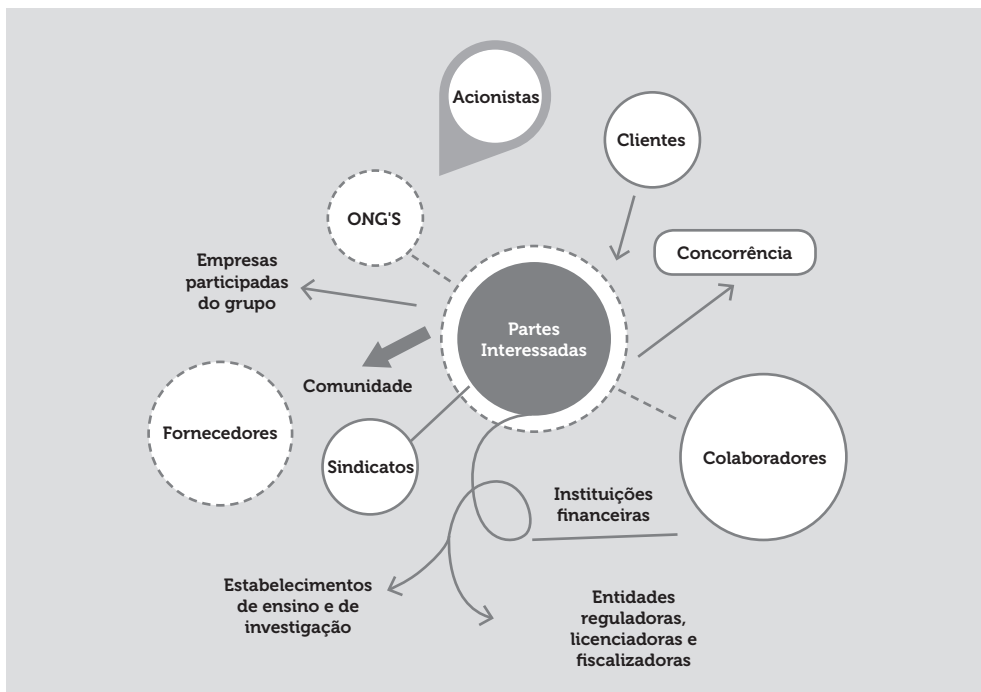 Acionistas
Clientes
ONG'S
Concorrência
Empresas
participadas
do grupo
Partes
Interessadas
Comunidade
Fornecedores
Sindicatos
Colaboradores
Instituições
financeiras
Estabelecimentos
de ensino e de
investigação
Entidades
reguladoras,
licenciadoras e
fiscalizadoras